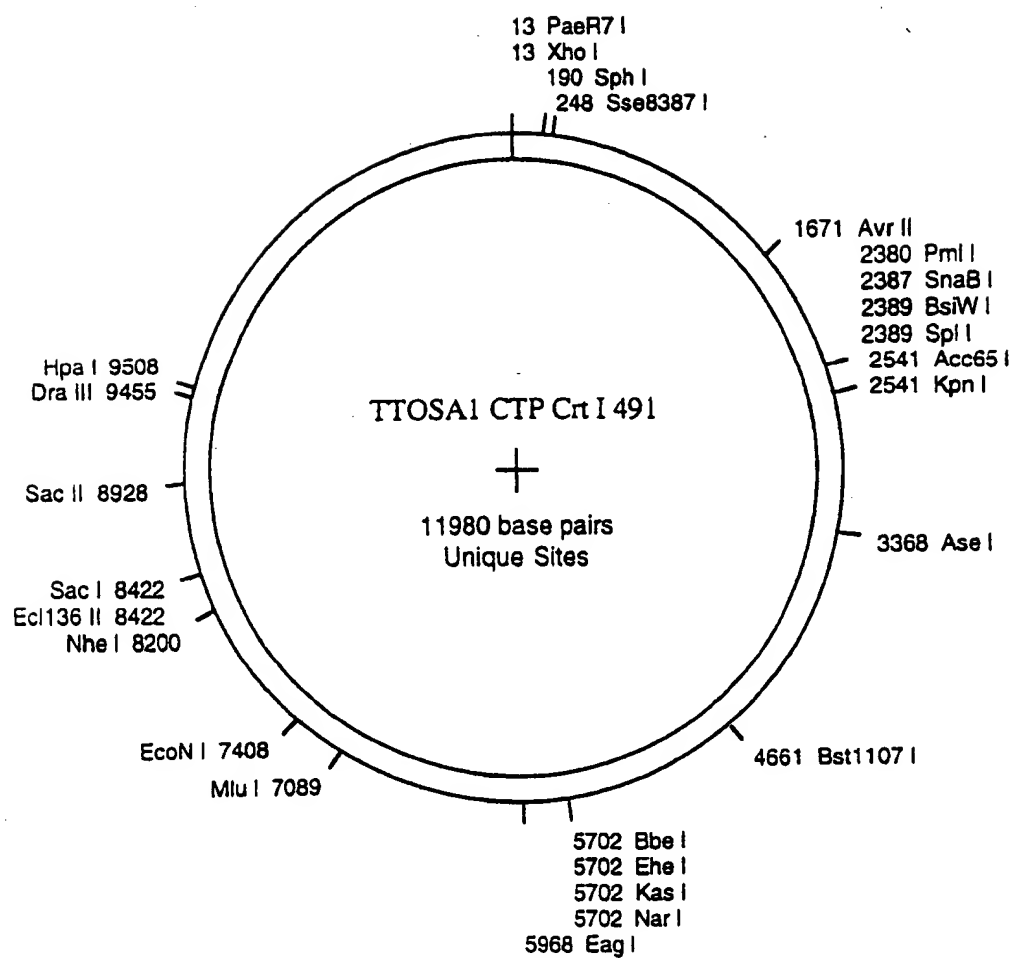 13 PaeR7 I
13 Xho I
190 Sph I
248 Sse8387 I
1671 Avr II
2380 Pml I
2387 SnaB I
2389 BsiW I
2389 Spl I
2541 Acc65 I
2541 Kpn I
3368 Ase I
4661 Bst1107 I
5702 Bbe I
5702 Ehe I
5702 Kas I
5702 Nar I
5968 Eag I
Mlu I 7089
EcoN I 7408
Nhe I 8200
Ecl136 II 8422
Sac I 8422
Sac II 8928
Dra III 9455
Hpa I 9508
TTOSA1 CTP Crt I 491
11980 base pairs
Unique Sites